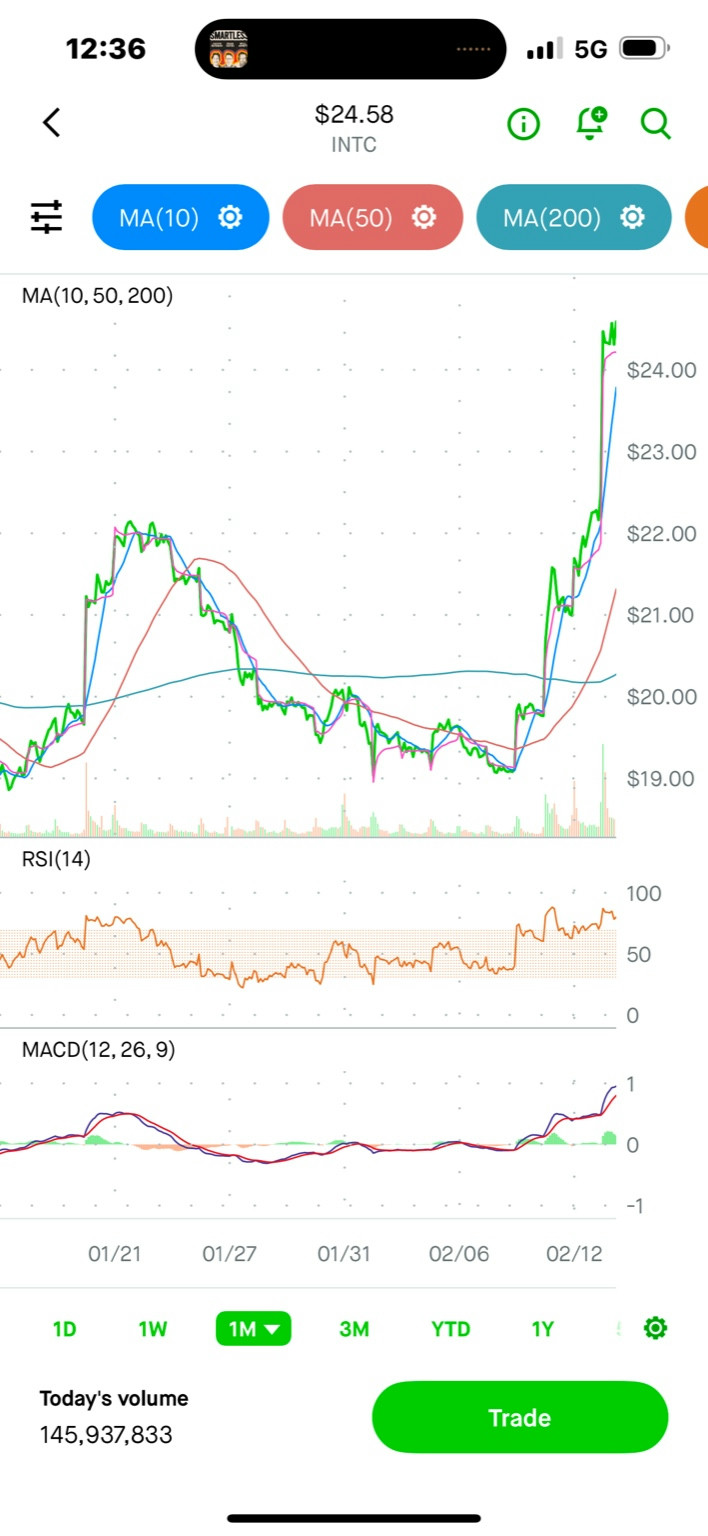 12:36
SMARTLESS
5G
$24.58
INTC
MA(10)
MA(50)
MA(200)
MA(10,50,200)
$24.00
$23.00
$22.00
$21.00
$20.00
$19.00
RSI(14)
100
50
0
MACD(12,26,9)
1
0
-1
01/21 01/27 01/31 02/06 02/12
1D 1W 1M 3M YTD 1Y
Today's volume
145,937,833
Trade